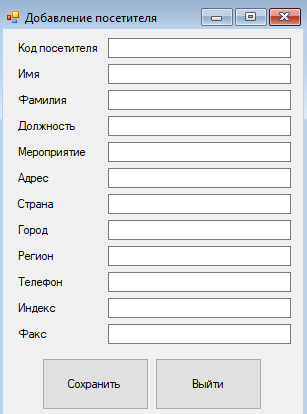 Добавление посетителя
Код посетителя
Имя
Фамилия
Должность
Мероприятие
Адрес
Страна
Город
Регион
Телефон
Индекс
Факс
Сохранить Выйти